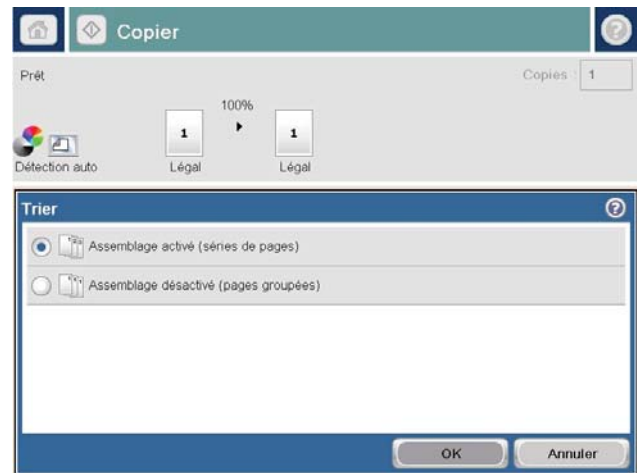 Copier
Prêt
Copies : 1
100%
1 1
Détection auto Légal Légal
Trier
Assemblage activé (séries de pages)
Assemblage désactivé (pages groupées)
OK Annuler